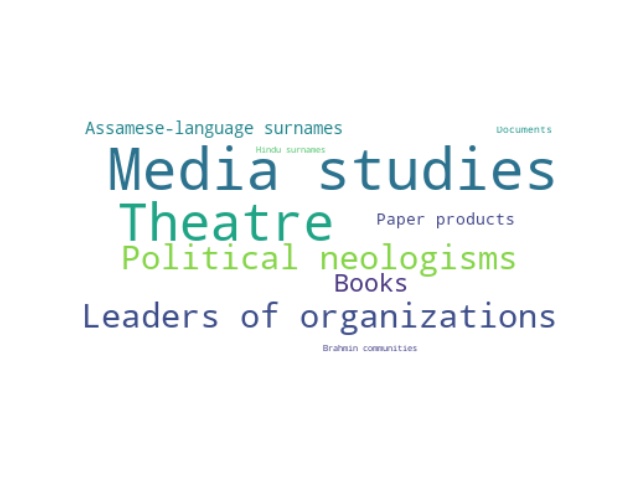 Assamese-language surnames
Documents
Hindu surnames
Media studies
Theatre
Paper products
Political neologisms
Books
Leaders of organizations
Brahmin communities